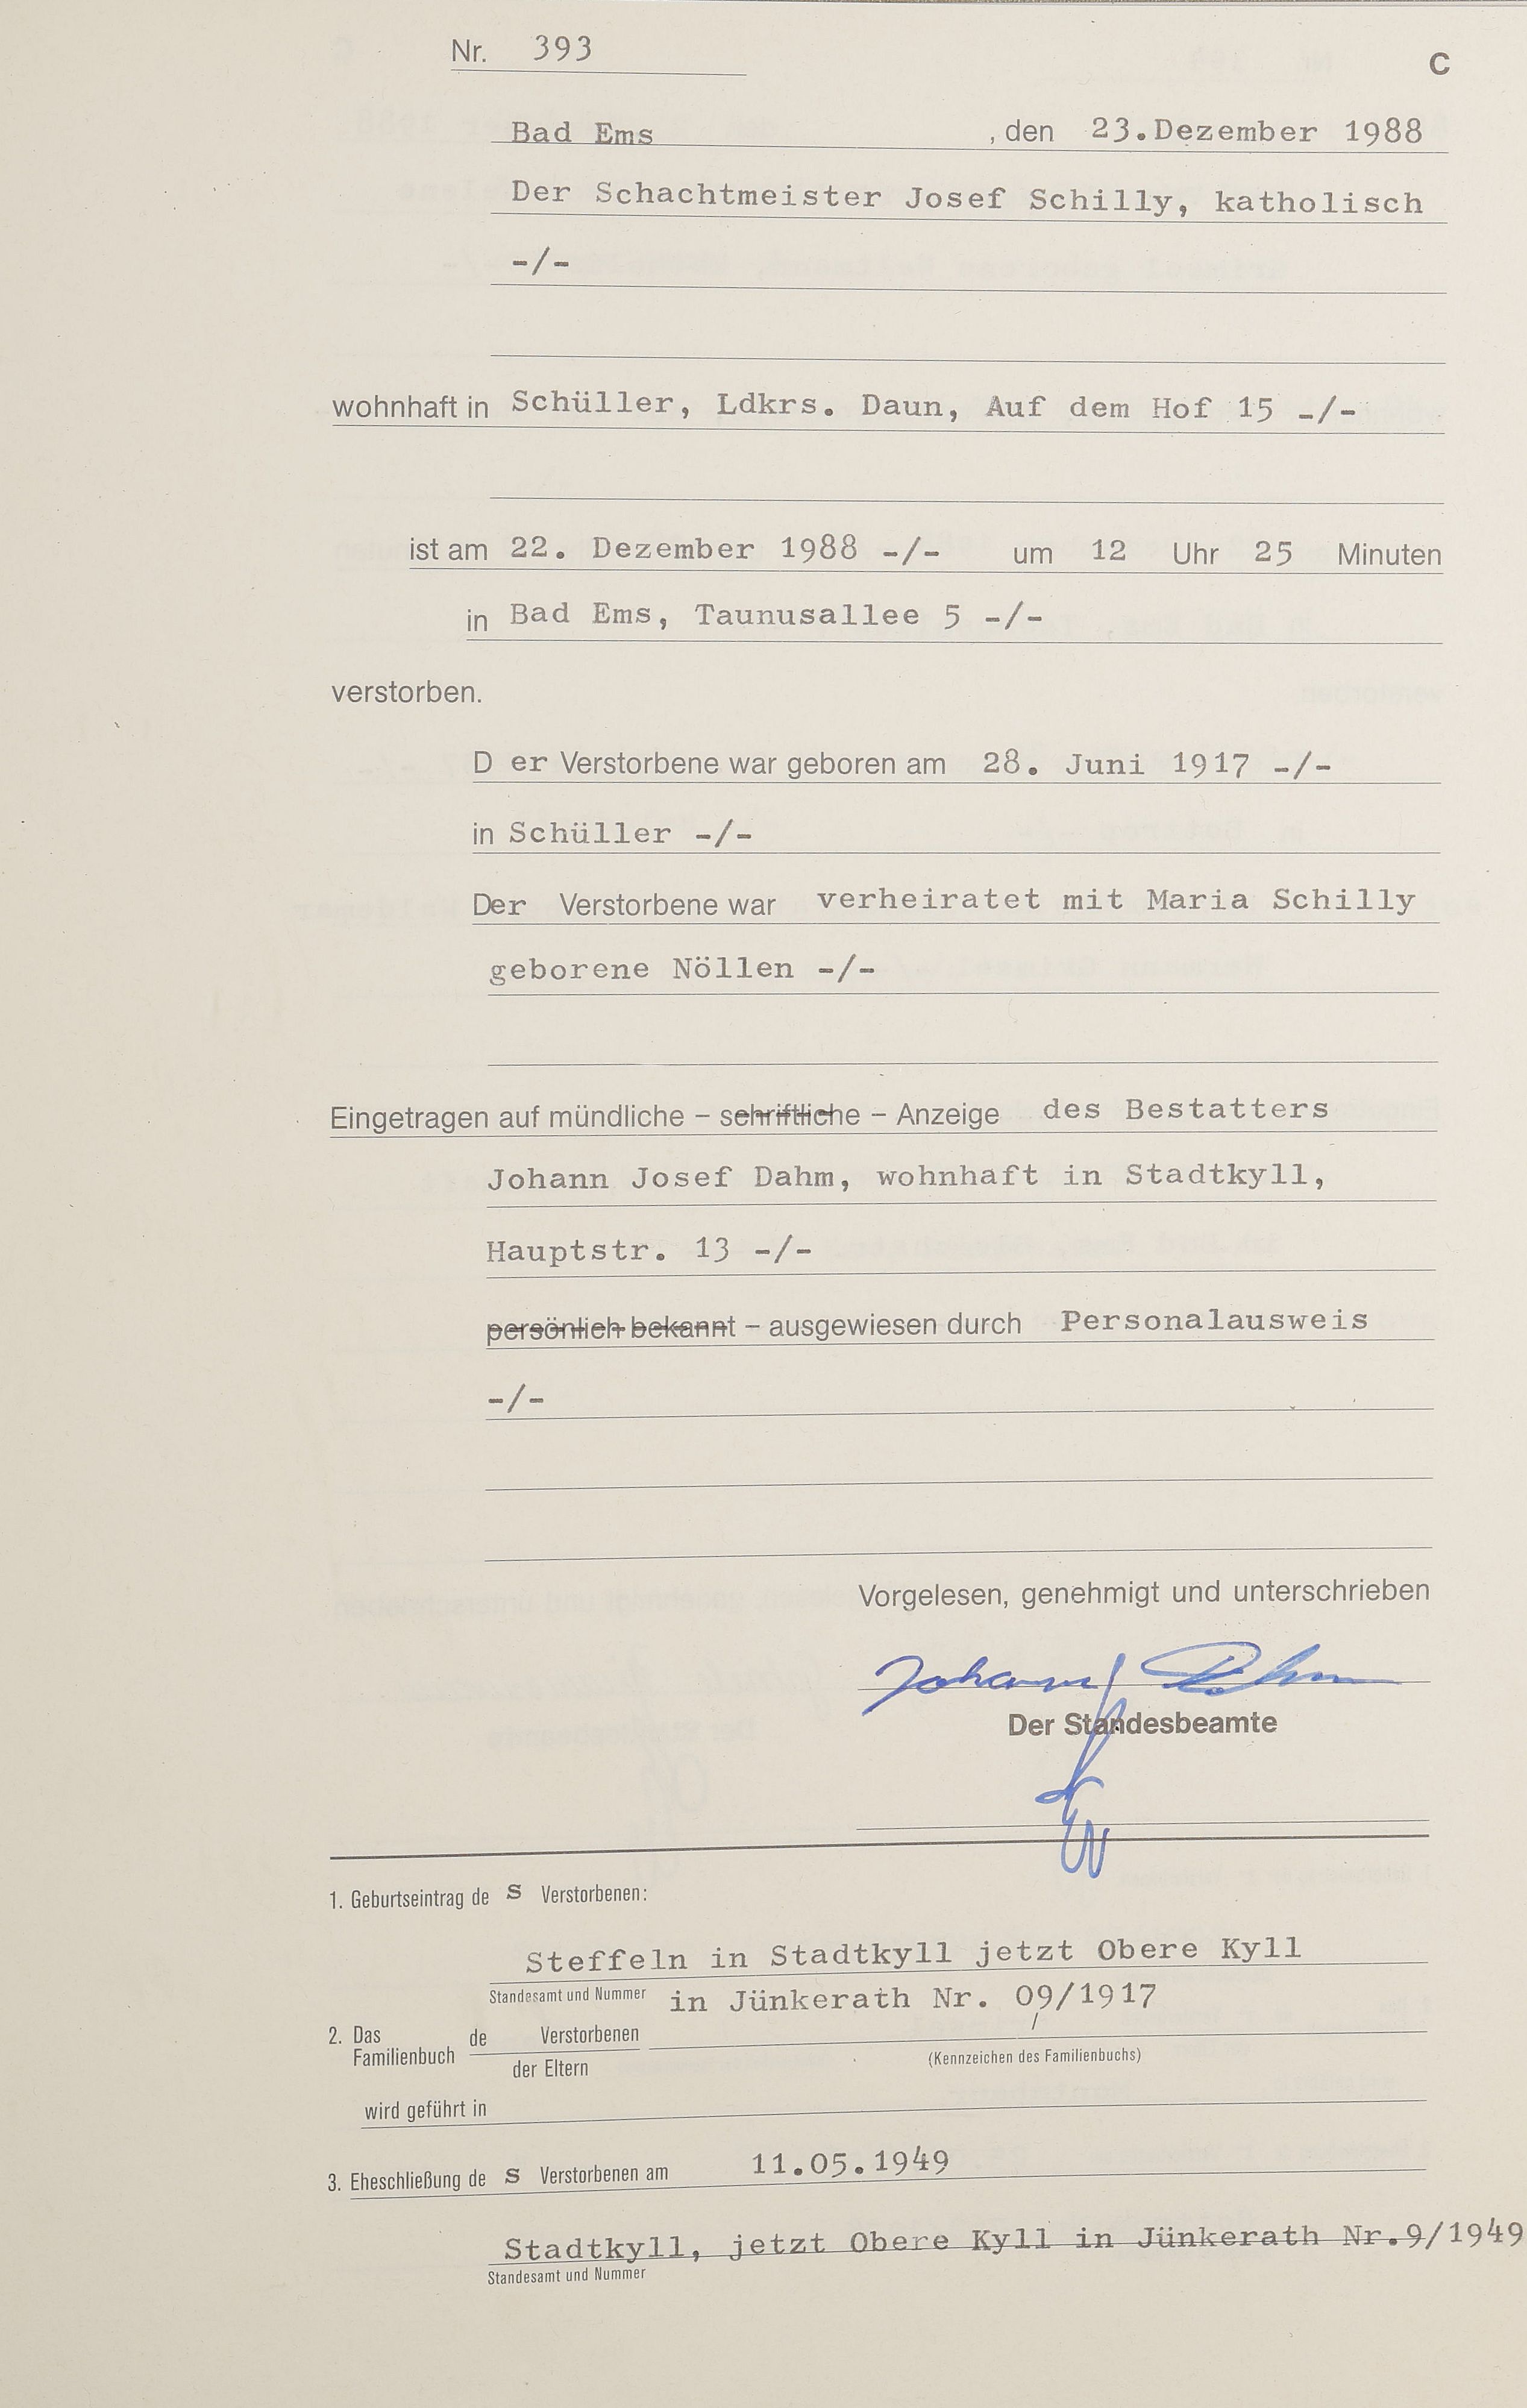 Nr. 393
C
Bad Ems , den 23.Dezember 1988
Der Schachtmeister Josef Schilly, katholisch
-/-
wohnhaft in Schüller, Ldkrs. Daun, Auf dem Hof 15 -/-
ist am 22. Dezember 1988 -/- um 12 Uhr 25 Minuten
in Bad Ems, Taunusallee 5 -/-
verstorben.
D er Verstorbene war geboren am 28. Juni 1917 -/-
in Schüller -/-
Der Verstorbene war verheiratet mit Maria Schilly
geborene Nöllen -/-
Eingetragen auf mündliche – schriftliche – Anzeige des Bestatters
Johann Josef Dahm, wohnhaft in Stadtkyll,
Hauptstr. 13 -/-
persönlich bekannt – ausgewiesen durch Personalausweis
-/-
Vorgelesen, genehmigt und unterschrieben
Johann J Dahm
Der Standesbeamte
1. Geburtseintrag de s Verstorbenen:
Steffeln in Stadtkyll jetzt Obere Kyll
Standesamt und Nummer in Jünkerath Nr. 09/1917
2. Das de Verstorbenen /
Familienbuch der Eltern (Kennzeichen des Familienbuchs)
wird geführt in
3. Eheschließung de s Verstorbenen am 11.05.1949
Stadtkyll, jetzt Obere Kyll in Jünkerath Nr.9/1949
Standesamt und Nummer